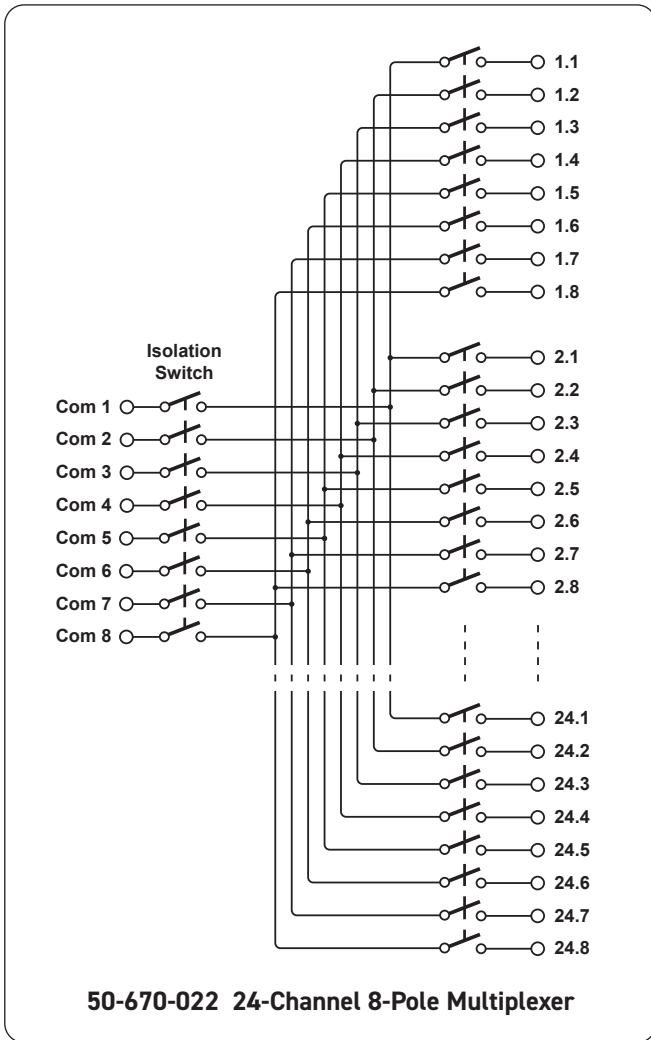 1.1
1.2
1.3
1.4
1.5
1.6
1.7
1.8
Isolation
Switch
Com 1
Com 2
Com 3
Com 4
Com 5
Com 6
Com 7
Com 8
2.1
2.2
2.3
2.4
2.5
2.6
2.7
2.8
24.1
24.2
24.3
24.4
24.5
24.6
24.7
24.8
50-670-022 24-Channel 8-Pole Multiplexer